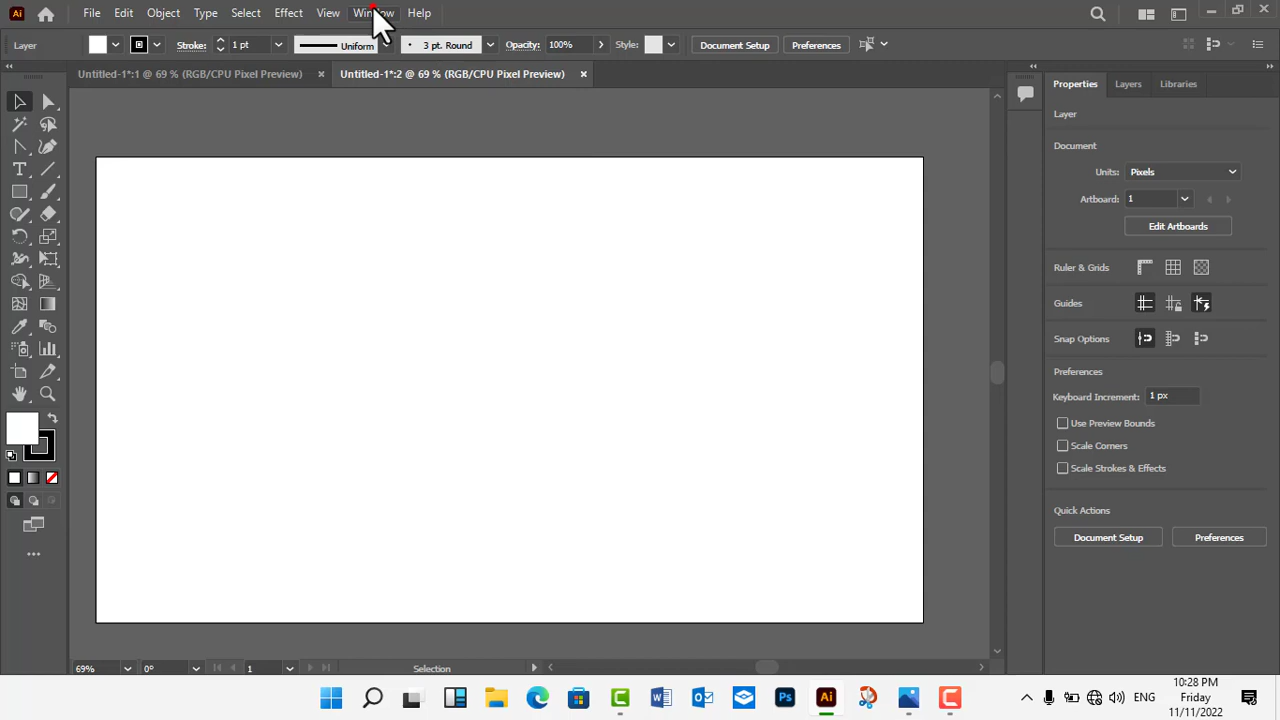 Ai File Edit Object Type Select Effect View Window Help
Layer Stroke: 1 pt Uniform 3 pt. Round Opacity: 100% Style: Document Setup Preferences
Untitled-1*:1 @ 69 % (RGB/CPU Pixel Preview) Untitled-1*:2 @ 69 % (RGB/CPU Pixel Preview)
Properties Layers Libraries
Layer
Document
Units: Pixels
Artboard: 1
Edit Artboards
Ruler & Grids
Guides
Snap Options
Preferences
Keyboard Increment: 1 px
Use Preview Bounds
Scale Corners
Scale Strokes & Effects
Quick Actions
Document Setup Preferences
69% 0° 1 Selection
Ps Ai ENG
10:28 PM
Friday
11/11/2022